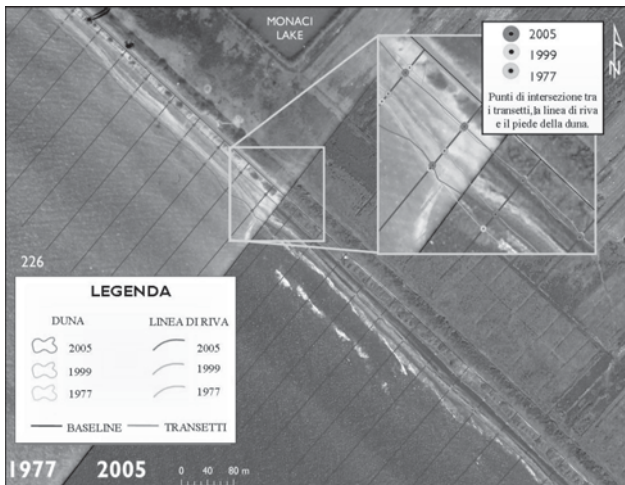 MONACI
LAKE
2005
1999
1977
Punti di intersezione tra
i transetti, la linea di riva
e il piede della duna.
N
226
LEGENDA
DUNA
LINEA DI RIVA
2005
2005
1999
1999
1977
1977
BASELINE
TRANSETTI
1977
2005
0 40 80 m